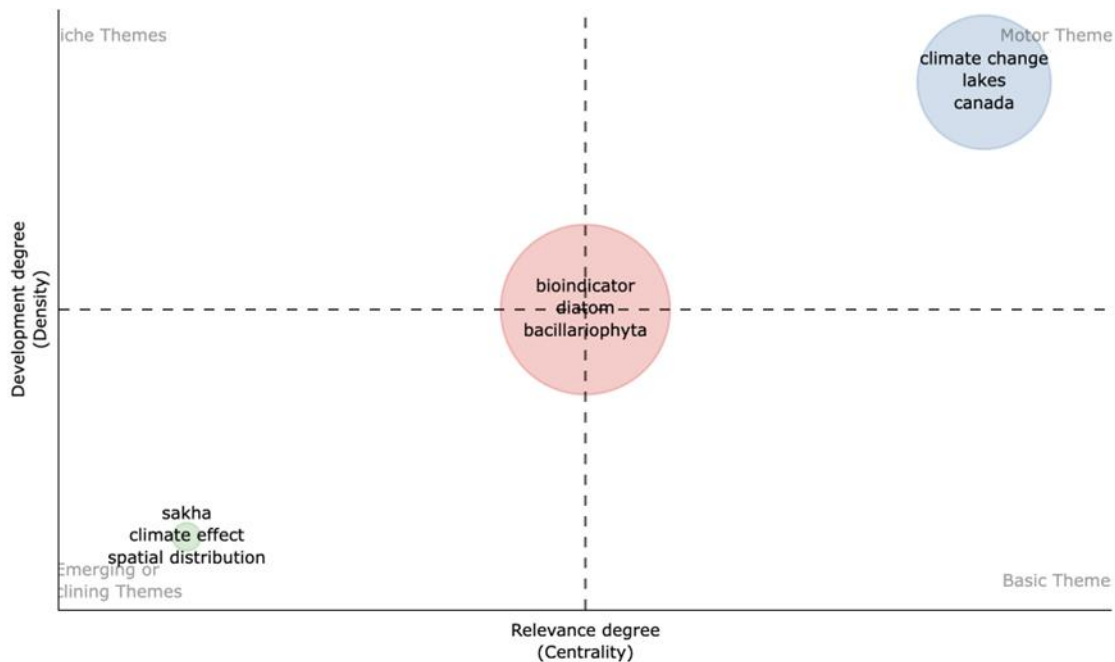 iche Themes
Motor Theme
climate change
lakes
canada
Development degree
(Density)
bioindicator
diatom
bacillariophyta
sakha
climate effect
spatial distribution
Emerging or
clining Themes
Basic Theme
Relevance degree
(Centrality)